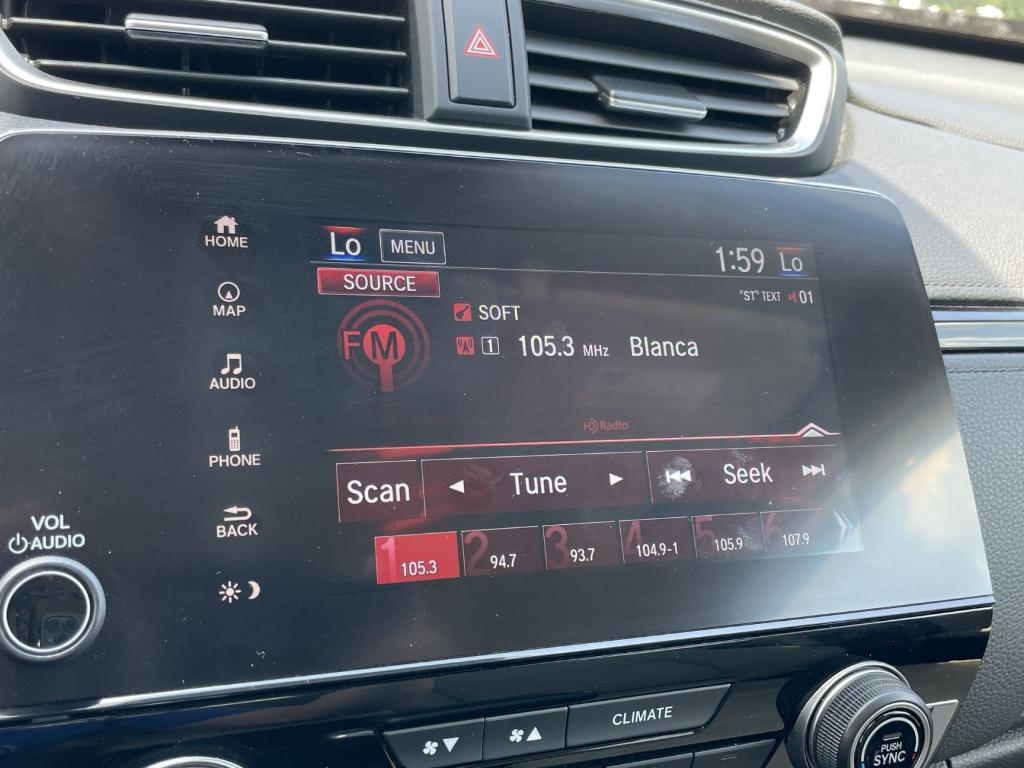 HOME
MAP
AUDIO
PHONE
BACK
VOL
AUDIO
Lo MENU 1:59 Lo
SOURCE
"ST" TEXT 01
SOFT
FM 1 105.3 MHz Blanca
HD Radio
Scan Tune Seek
1 105.3 2 94.7 3 93.7 4 104.9-1 5 105.9 6 107.9
CLIMATE
PUSH
SYNC